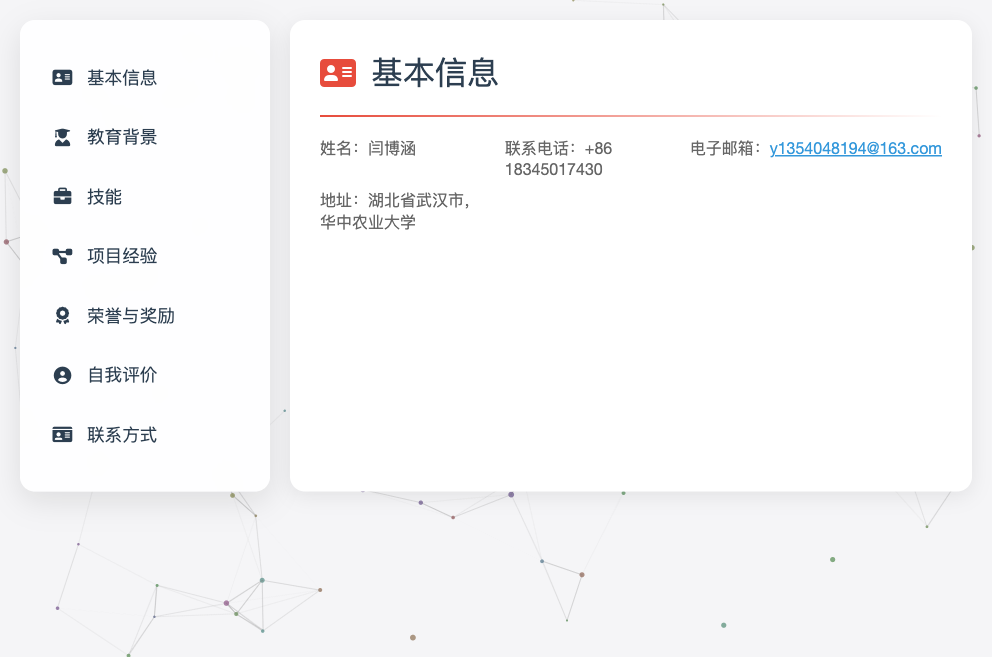 基本信息
教育背景
技能
项目经验
荣誉与奖励
自我评价
联系方式
基本信息
姓名：闫博涵
联系电话：+86
18345017430
电子邮箱：y1354048194@163.com
地址：湖北省武汉市，
华中农业大学